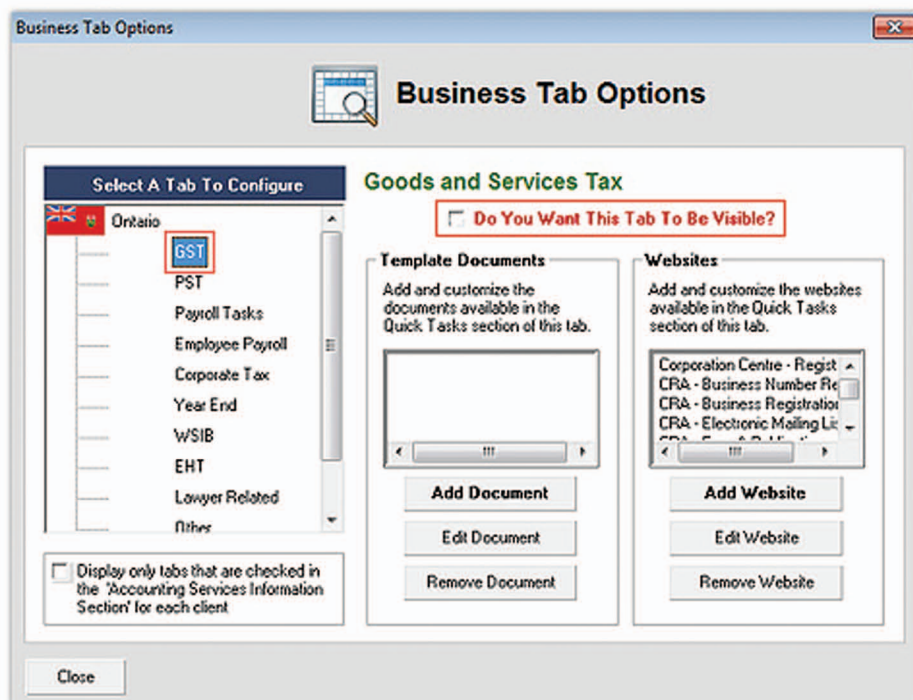 Business Tab Options
Business Tab Options
Select A Tab To Configure
Ontario
GST
PST
Payroll Tasks
Employee Payroll
Corporate Tax
Year End
WSIB
EHT
Lawyer Related
Other
Display only tabs that are checked in
the 'Accounting Services Information
Section' for each client
Goods and Services Tax
Do You Want This Tab To Be Visible?
Template Documents
Add and customize the
documents available in the
Quick Tasks section of this tab.
Add Document
Edit Document
Remove Document
Websites
Add and customize the websites
available in the Quick Tasks
section of this tab.
Corporation Centre - Regist
CRA - Business Number Re
CRA - Business Registration
CRA - Electronic Mailing Lis
Add Website
Edit Website
Remove Website
Close